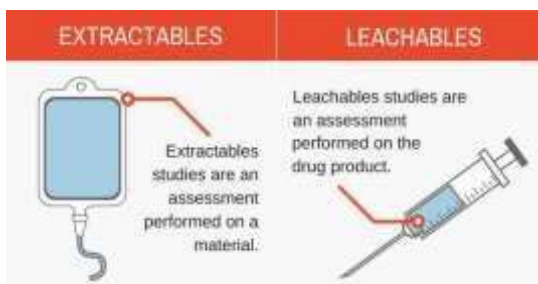 EXTRACTABLES
Extractables
studies are an
assessment
performed on a
material.
LEACHABLES
Leachables studies are
an assessment
performed on the
drug product.